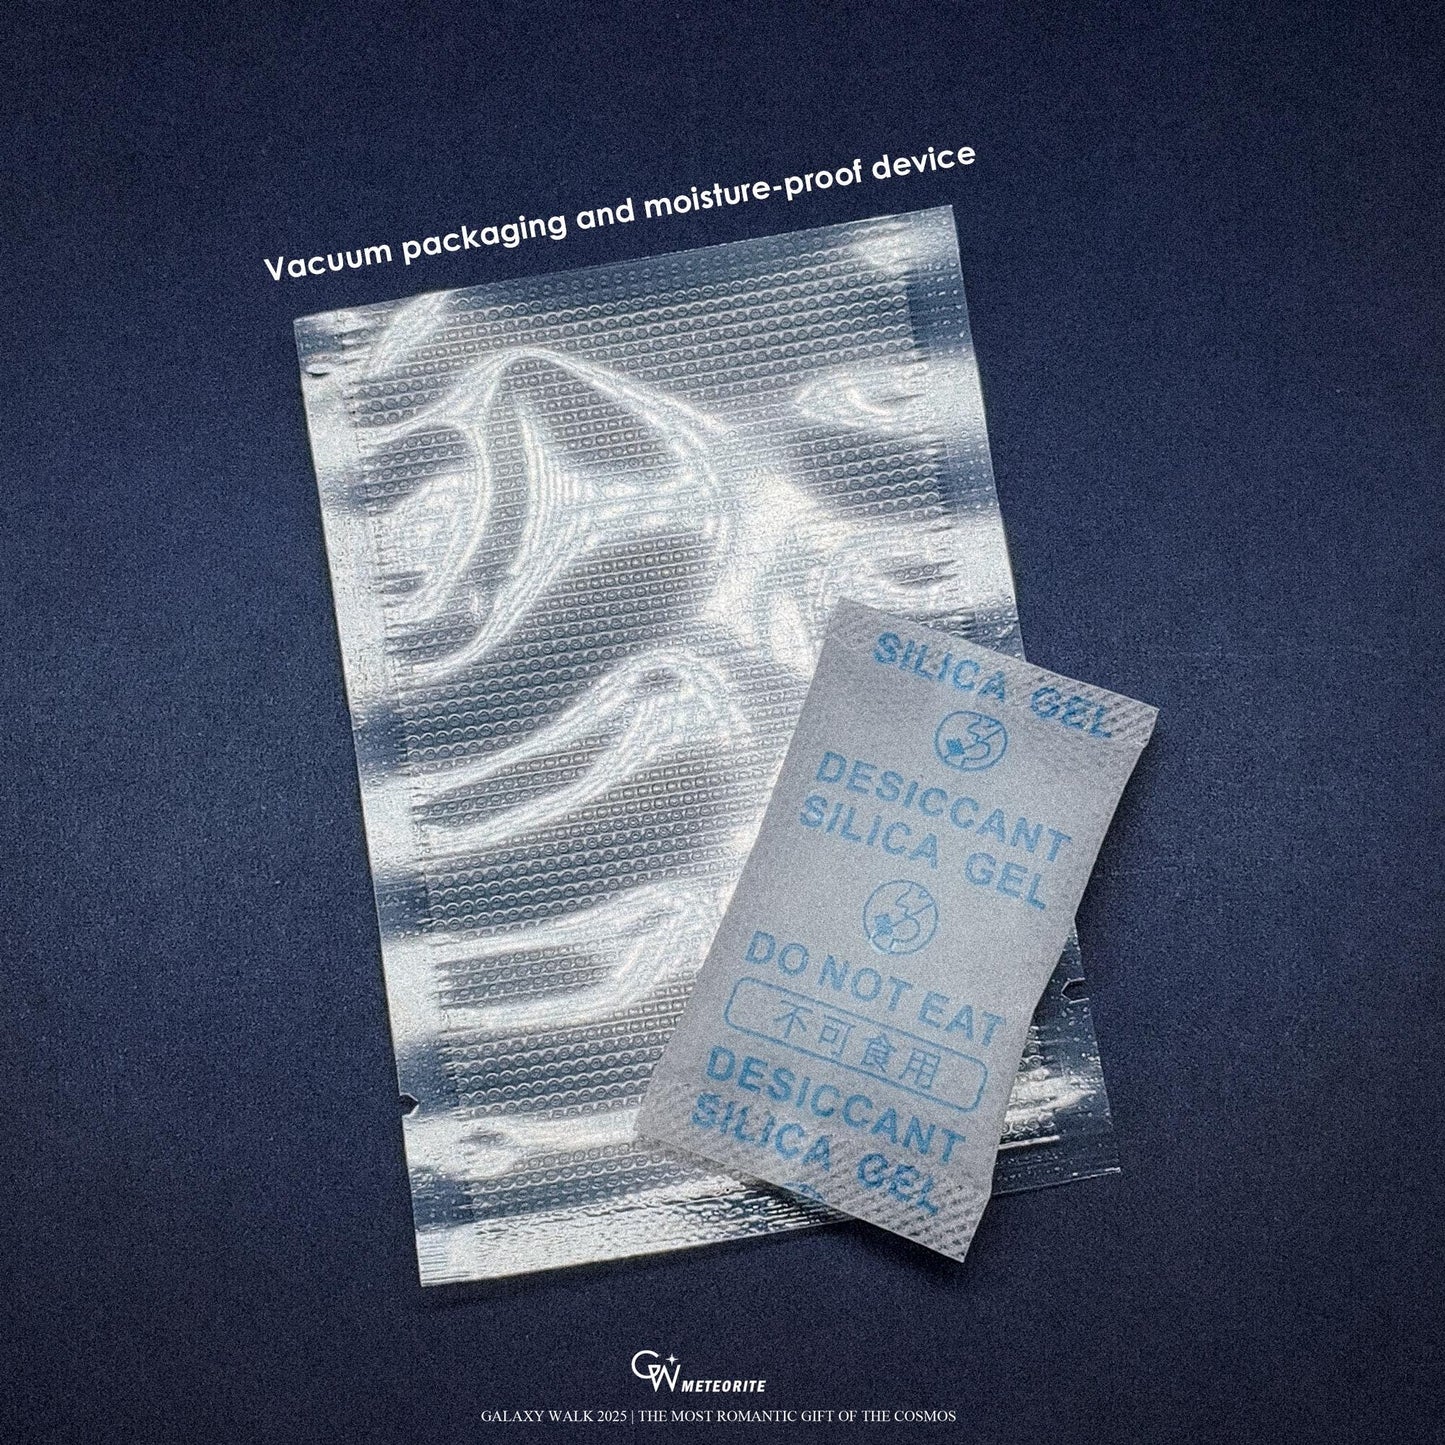 Vacuum packaging and moisture-proof device
SILICA GEL
DESICCANT
SILICA GEL
DO NOT EAT
不可食用
DESICCANT
SILICA GEL
GW METEORITE
GALAXY WALK 2025 | THE MOST ROMANTIC GIFT OF THE COSMOS